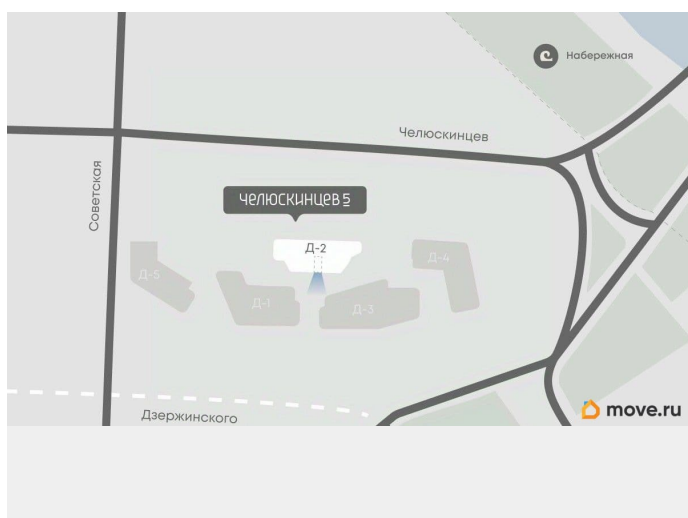 Набережная
Челюскинцев
Советская
ЧЕЛЮСКИНЦЕВ 5
Д-2
Д-4
Д-5
Д-1
Д-3
Дзержинского
move.ru